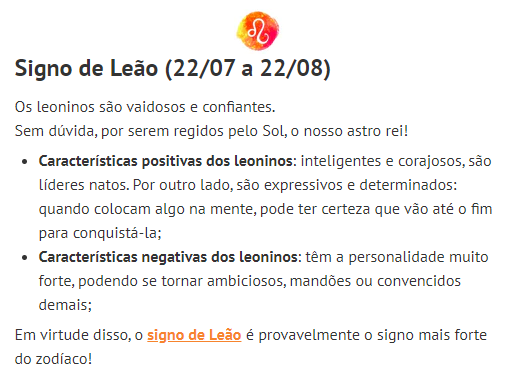 Signo de Leão (22/07 a 22/08)
Os leoninos são vaidosos e confiantes.
Sem dúvida, por serem regidos pelo Sol, o nosso astro rei!
• Características positivas dos leoninos: inteligentes e corajosos, são
líderes natos. Por outro lado, são expressivos e determinados:
quando colocam algo na mente, pode ter certeza que vão até o fim
para conquistá-la;
• Características negativas dos leoninos: têm a personalidade muito
forte, podendo se tornar ambiciosos, mandões ou convencidos
demais;
Em virtude disso, o signo de Leão é provavelmente o signo mais forte
do zodíaco!